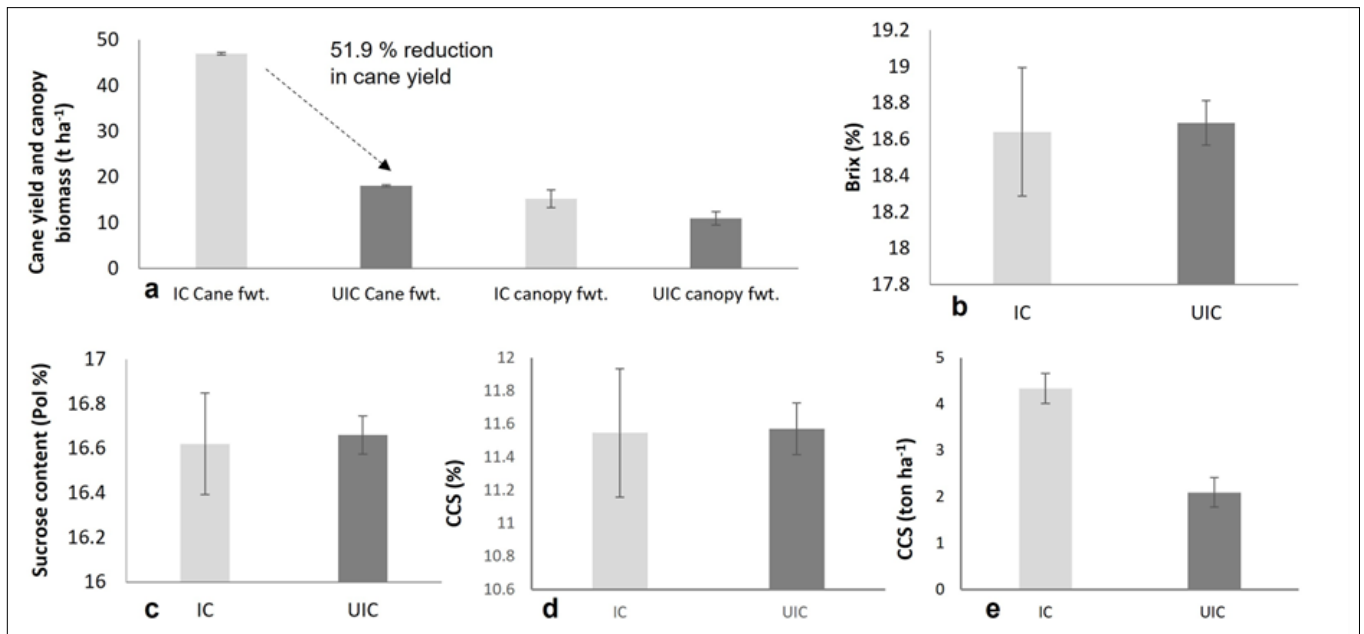 50
40
30
20
10
0
Cane yield and canopy
biomass (t ha⁻¹)
51.9 % reduction
in cane yield
a
IC Cane fwt.
UIC Cane fwt.
IC canopy fwt.
UIC canopy fwt.
19.2
19
18.8
18.6
18.4
18.2
18
17.8
Brix (%)
b
IC
UIC
17
16.8
16.6
16.4
16.2
16
Sucrose content (Pol %)
c
IC
UIC
12
11.8
11.6
11.4
11.2
11
10.8
10.6
CCS (%)
d
IC
UIC
5
4
3
2
1
0
CCS (ton ha⁻¹)
e
IC
UIC